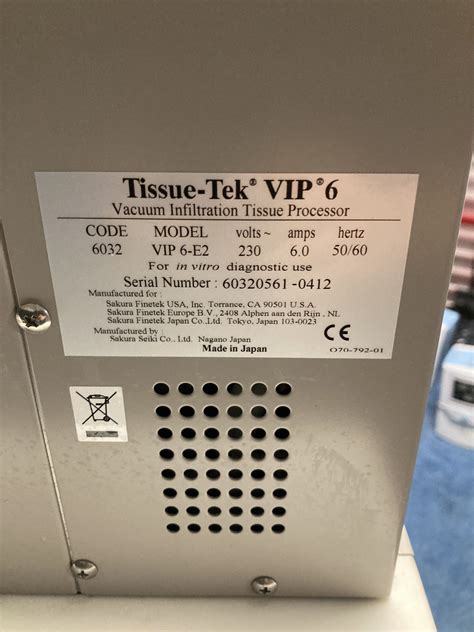 Tissue-Tek® VIP®6
Vacuum Infiltration Tissue Processor
CODE MODEL volts~ amps hertz
6032 VIP 6-E2 230 6.0 50/60
For in vitro diagnostic use
Serial Number : 60320561 -0412
Manufactured for :
Sakura Finetek USA, Inc. Torrance, CA 90501 U.S.A.
Sakura Finetek Europe B.V., 2408 Alphen aan den Rijn , NL
Sakura Finetek Japan Co.,Ltd. Tokyo, Japan 103-0023
Manufactured by :
Sakura Seiki Co., Ltd. Nagano Japan
Made in Japan
CE
O70-792-01